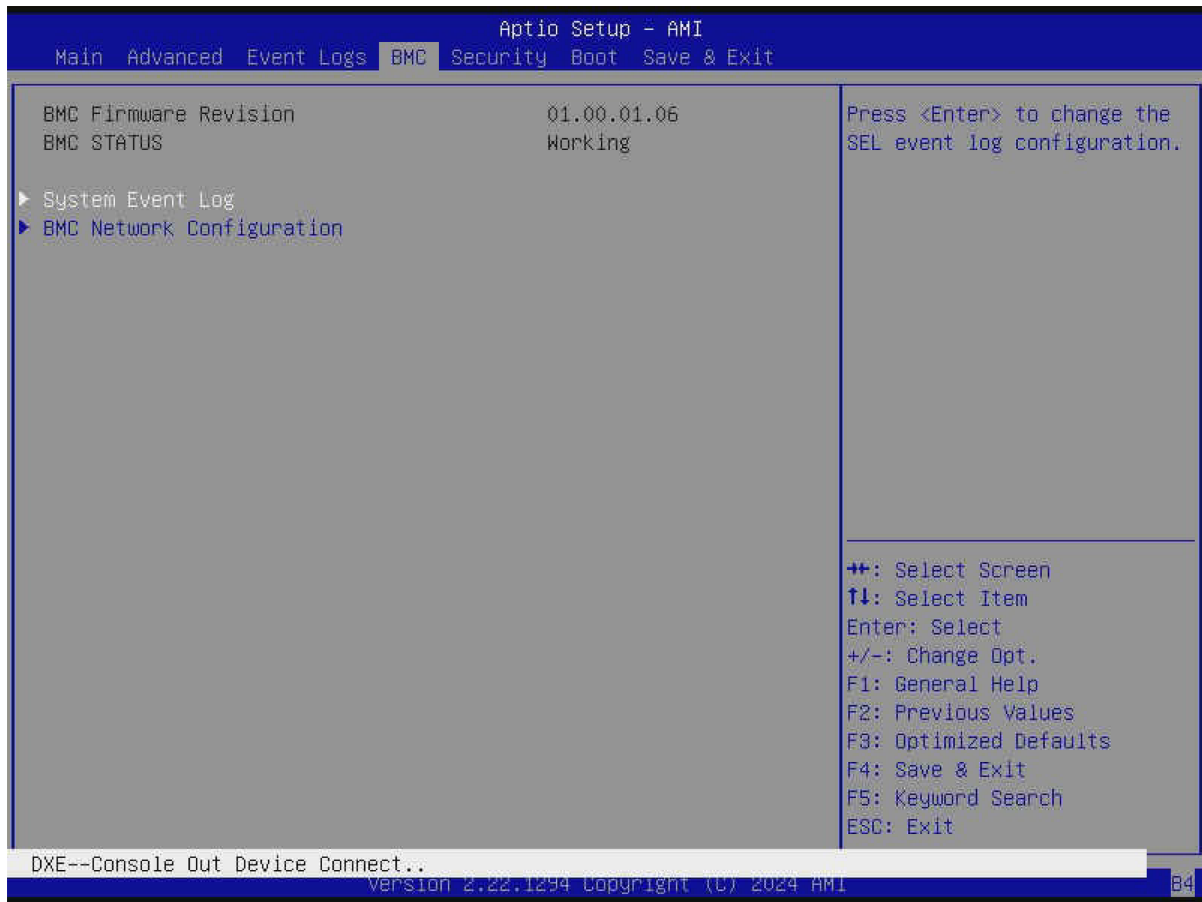 Aptio Setup - AMI
Main Advanced Event Logs BMC Security Boot Save & Exit
BMC Firmware Revision 01.00.01.06
BMC STATUS Working
System Event Log
BMC Network Configuration
Press <Enter> to change the
SEL event log configuration.
→←: Select Screen
↑↓: Select Item
Enter: Select
+/-: Change Opt.
F1: General Help
F2: Previous Values
F3: Optimized Defaults
F4: Save & Exit
F5: Keyword Search
ESC: Exit
DXE--Console Out Device Connect..
Version 2.22.1294 Copyright (C) 2024 AMI
B4